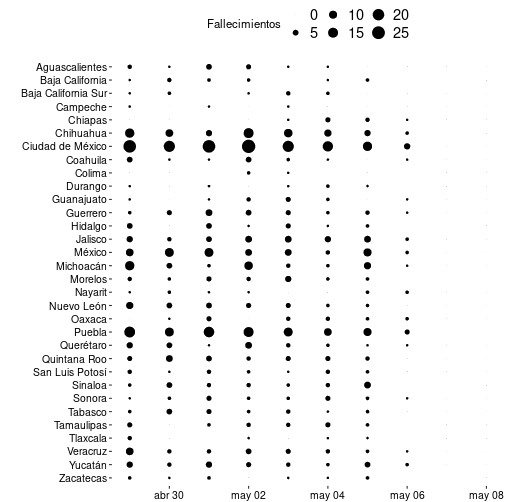 Fallecimientos
0 10 20
5 15 25
Aguascalientes
Baja California
Baja California Sur
Campeche
Chiapas
Chihuahua
Ciudad de México
Coahuila
Colima
Durango
Guanajuato
Guerrero
Hidalgo
Jalisco
México
Michoacán
Morelos
Nayarit
Nuevo León
Oaxaca
Puebla
Querétaro
Quintana Roo
San Luis Potosí
Sinaloa
Sonora
Tabasco
Tamaulipas
Tlaxcala
Veracruz
Yucatán
Zacatecas
abr 30 may 02 may 04 may 06 may 08